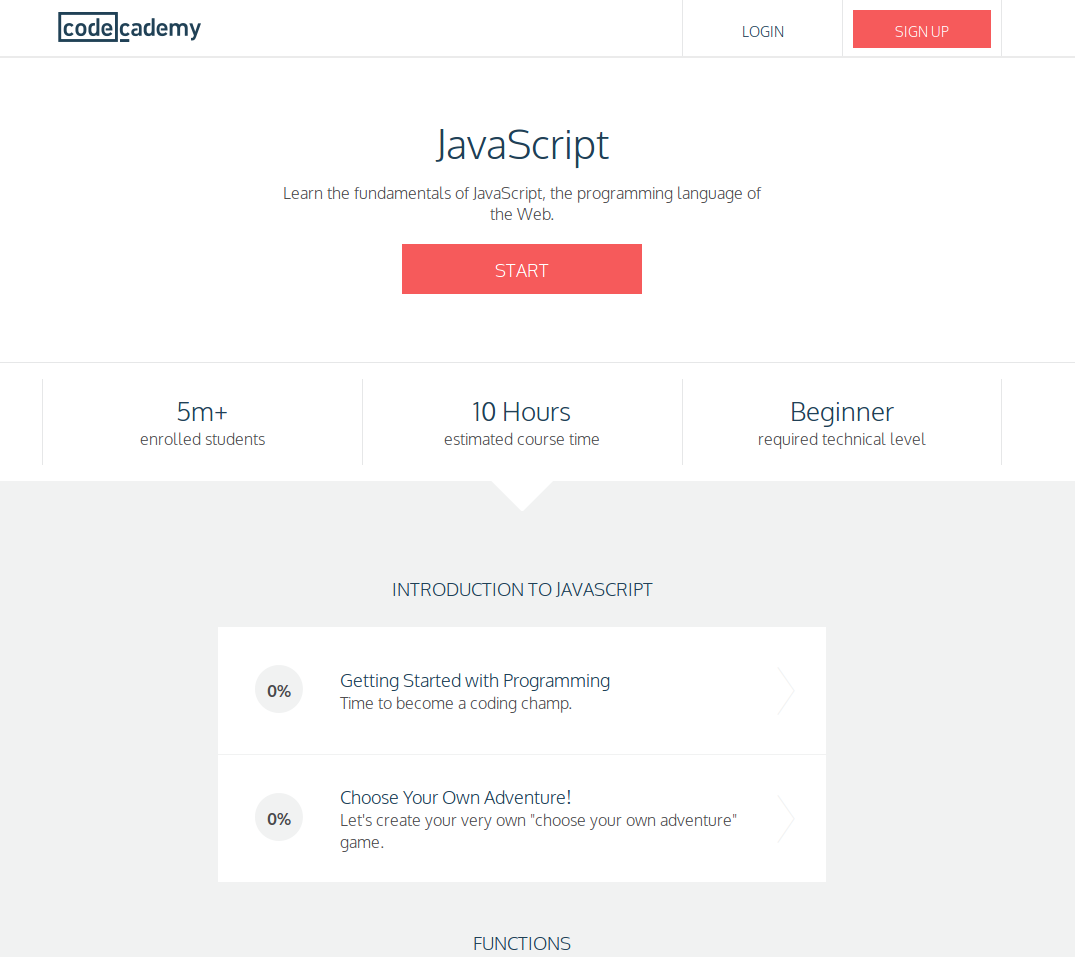 codecademy
LOGIN
SIGN UP
JavaScript
Learn the fundamentals of JavaScript, the programming language of
the Web.
START
5m+
enrolled students
10 Hours
estimated course time
Beginner
required technical level
INTRODUCTION TO JAVASCRIPT
0%
Getting Started with Programming
Time to become a coding champ.
0%
Choose Your Own Adventure!
Let's create your very own "choose your own adventure"
game.
FUNCTIONS